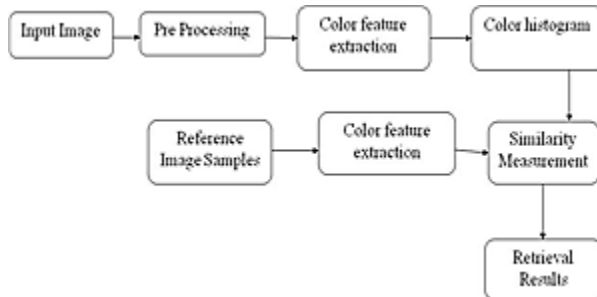 Input Image
Pre Processing
Color feature
extraction
Color histogram
Reference
Image Samples
Color feature
extraction
Similarity
Measurement
Retrieval
Results